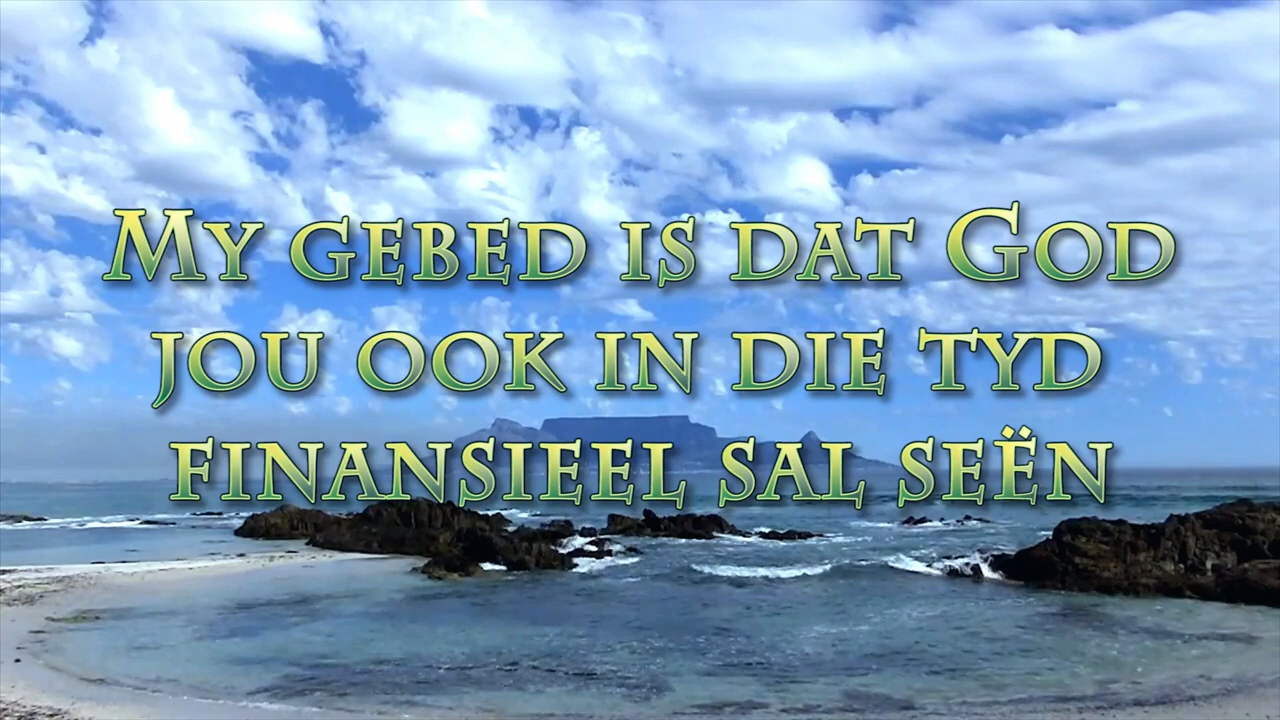 My gebed is dat God
jou ook in die tyd
finansieel sal seën